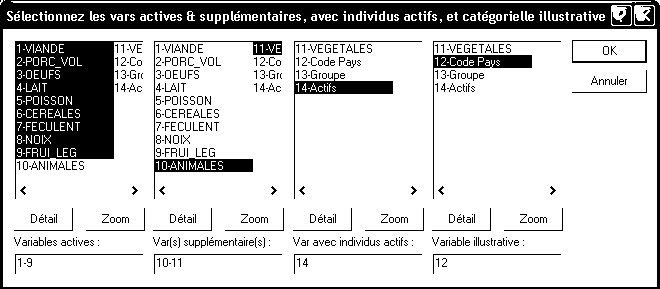 Sélectionnez les vars actives & supplémentaires, avec individus actifs, et catégorielle illustrative
1-VIANDE
2-PORC_VOL
3-OEUFS
4-LAIT
5-POISSON
6-CEREALES
7-FECULENT
8-NOIX
9-FRUI_LEG
10-ANIMALES
11-VE
12-Co
13-Gro
14-Ac
1-VIANDE
2-PORC_VOL
3-OEUFS
4-LAIT
5-POISSON
6-CEREALES
7-FECULENT
8-NOIX
9-FRUI_LEG
10-ANIMALES
11-VE
12-Co
13-Gro
14-Ac
11-VEGETALES
12-Code Pays
13-Groupe
14-Actifs
11-VEGETALES
12-Code Pays
13-Groupe
14-Actifs
OK
Annuler
Détail Zoom Détail Zoom Détail Zoom Détail Zoom
Variables actives : Var(s) supplémentaire(s) : Var avec individus actifs : Variable illustrative :
1-9 10-11 14 12